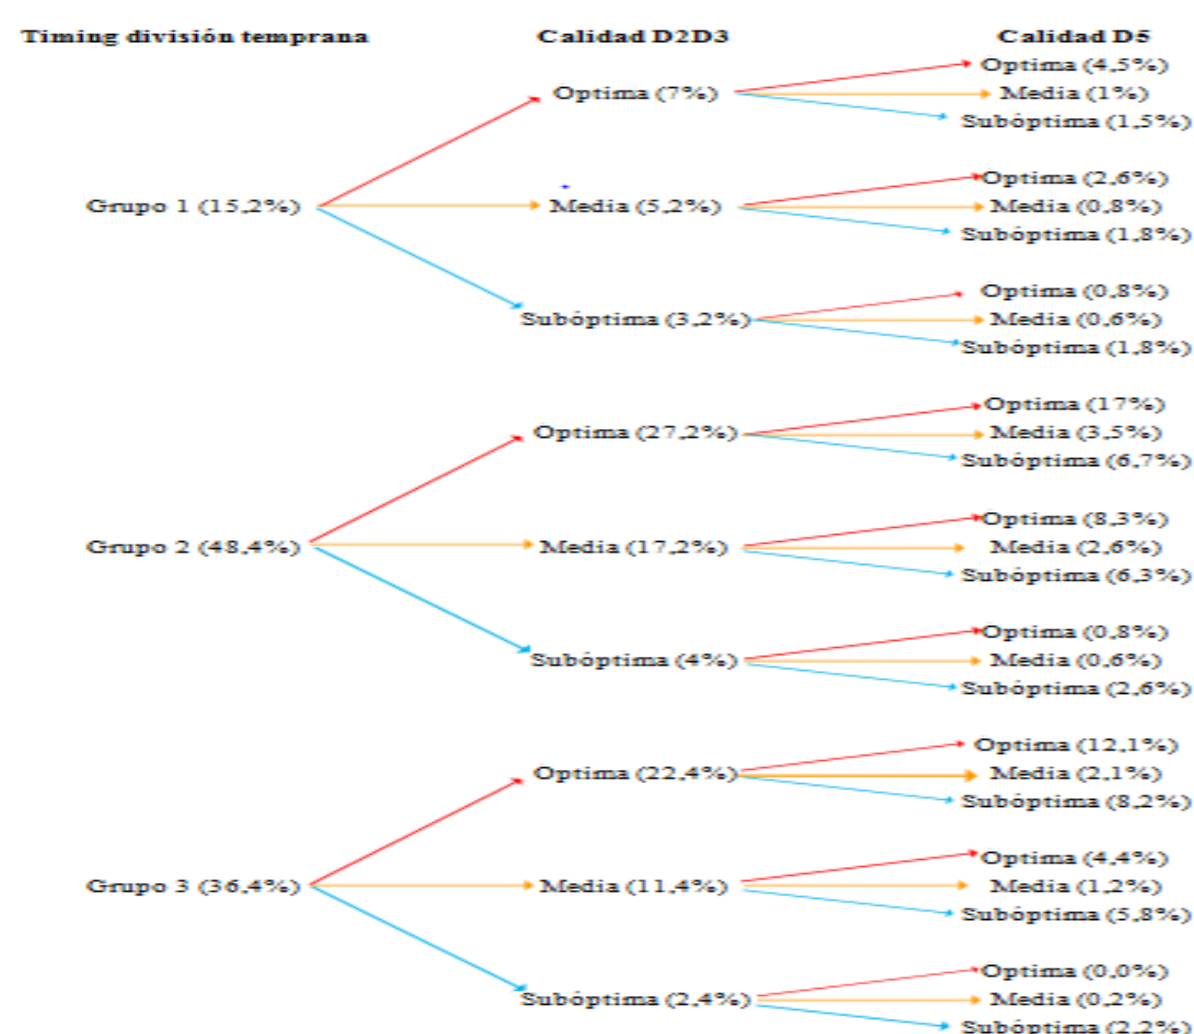 Timing división temprana Calidad D2D3 Calidad D5
Optima (4,5%)
Optima (7%) Media (1%)
Subóptima (1,5%)
Optima (2,6%)
Grupo 1 (15,2%) Media (5,2%) Media (0,8%)
Subóptima (1,8%)
Optima (0,8%)
Subóptima (3,2%) Media (0,6%)
Subóptima (1,8%)
Optima (17%)
Optima (27,2%) Media (3,5%)
Subóptima (6,7%)
Optima (8,3%)
Grupo 2 (48,4%) Media (17,2%) Media (2,6%)
Subóptima (6,3%)
Optima (0,8%)
Subóptima (4%) Media (0,6%)
Subóptima (2,6%)
Optima (12,1%)
Optima (22,4%) Media (2,1%)
Subóptima (8,2%)
Optima (4,4%)
Grupo 3 (36,4%) Media (11,4%) Media (1,2%)
Subóptima (5,8%)
Optima (0,0%)
Subóptima (2,4%) Media (0,2%)
Subóptima (2,2%)